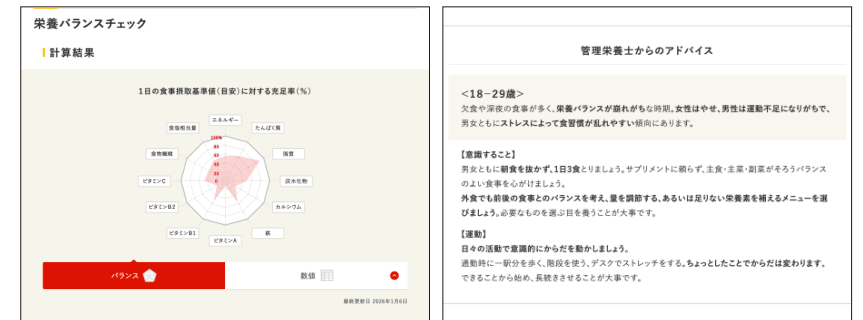 栄養バランスチェック
計算結果
1日の食事摂取基準値(目安)に対する充足率(%)
エネルギー
食塩相当量
たんぱく質
100%
80
食物繊維
60
脂質
40
20
ビタミンC
0
炭水化物
ビタミンB2
カルシウム
ビタミンB1
鉄
ビタミンA
バランス
数値
最終更新日 2026年1月6日
管理栄養士からのアドバイス
<18-29歳>
欠食や深夜の食事が多く、栄養バランスが崩れがちな時期。女性はやせ、男性は運動不足になりがちで、
男女ともにストレスによって食習慣が乱れやすい傾向にあります。
【意識すること】
男女ともに朝食を抜かず、1日3食とりましょう。サプリメントに頼らず、主食・主菜・副菜がそろうバランス
のよい食事を心がけましょう。
外食でも前後の食事とのバランスを考え、量を調節する、あるいは足りない栄養素を補えるメニューを選
びましょう。必要なものを選ぶ目を養うことが大事です。
【運動】
日々の活動で意識的にからだを動かしましょう。
通勤時に一駅分を歩く、階段を使う、デスクでストレッチをする。ちょっとしたことでからだは変わります。
できることから始め、長続きさせることが大事です。